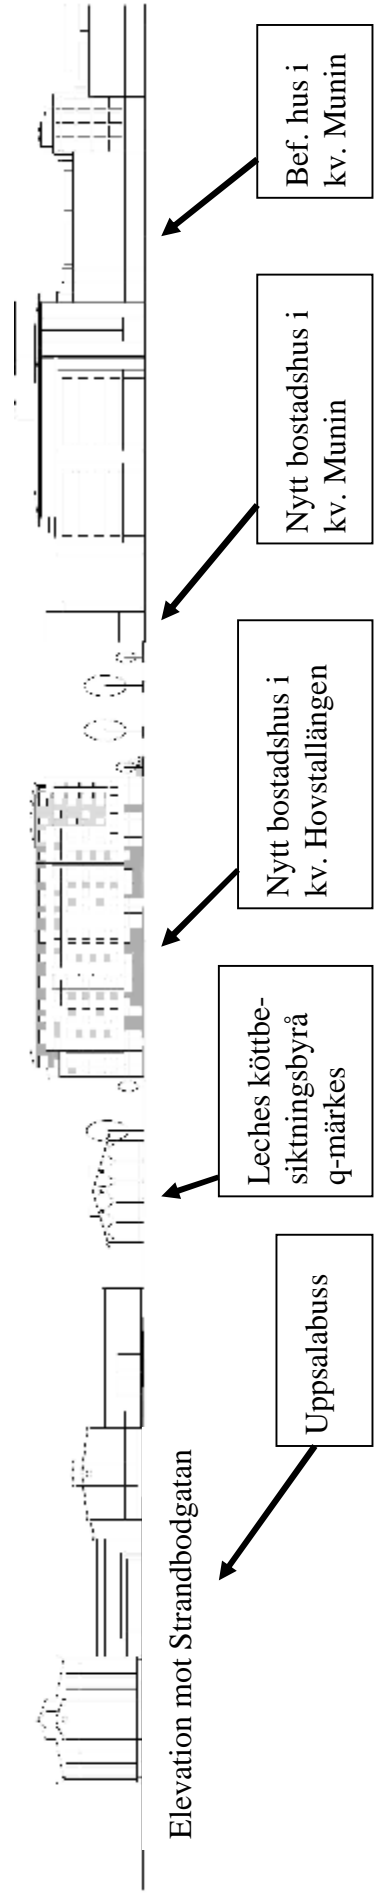 Elevation mot Strandbodgatan
Uppsalabuss
Leches köttbe-
siktningsbyrå
q-märkes
Nytt bostadshus i
kv. Hovstallängen
Nytt bostadshus i
kv. Munin
Bef. hus i
kv. Munin